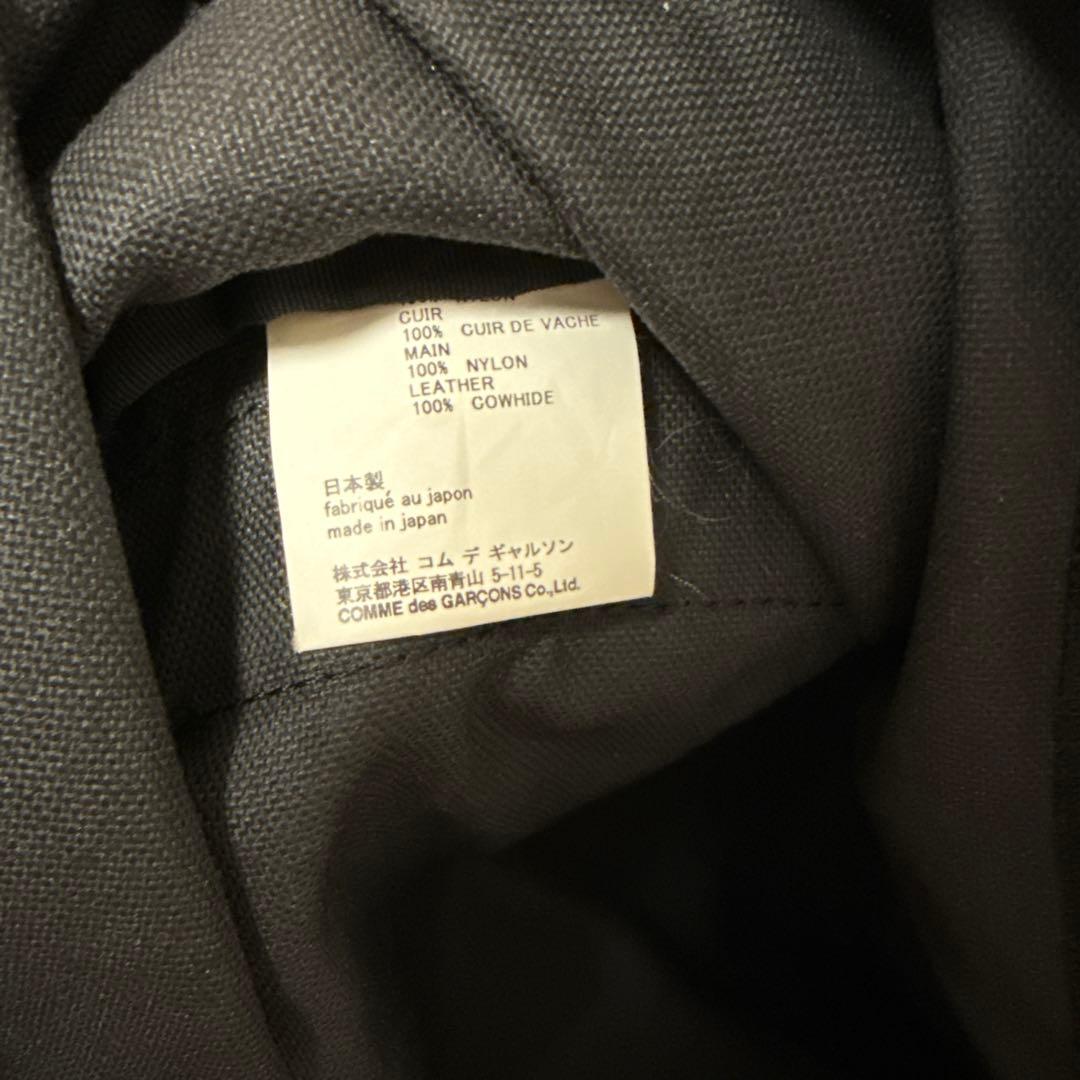 100% NYLON
CUIR
100% CUIR DE VACHE
MAIN
100% NYLON
LEATHER
100% COWHIDE
日本製
fabriqué au japon
made in japan
株式会社 コム デ ギャルソン
東京都港区南青山 5-11-5
COMME des GARÇONS Co.,Ltd.